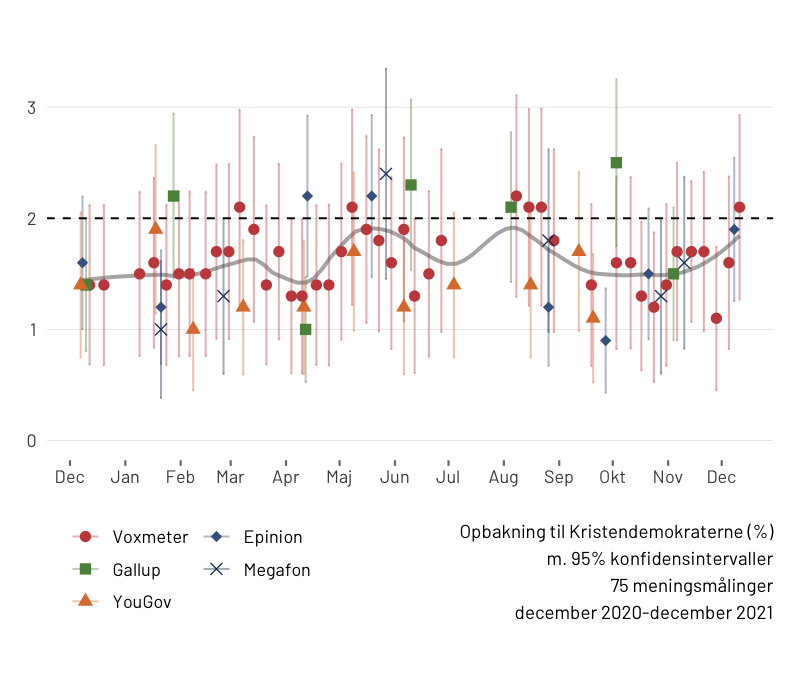 3
2
1
0
Dec Jan Feb Mar Apr Maj Jun Jul Aug Sep Okt Nov Dec
Voxmeter Epinion
Gallup Megafon
YouGov
Opbakning til Kristendemokraterne (%)
m. 95% konfidensintervaller
75 meningsmålinger
december 2020-december 2021